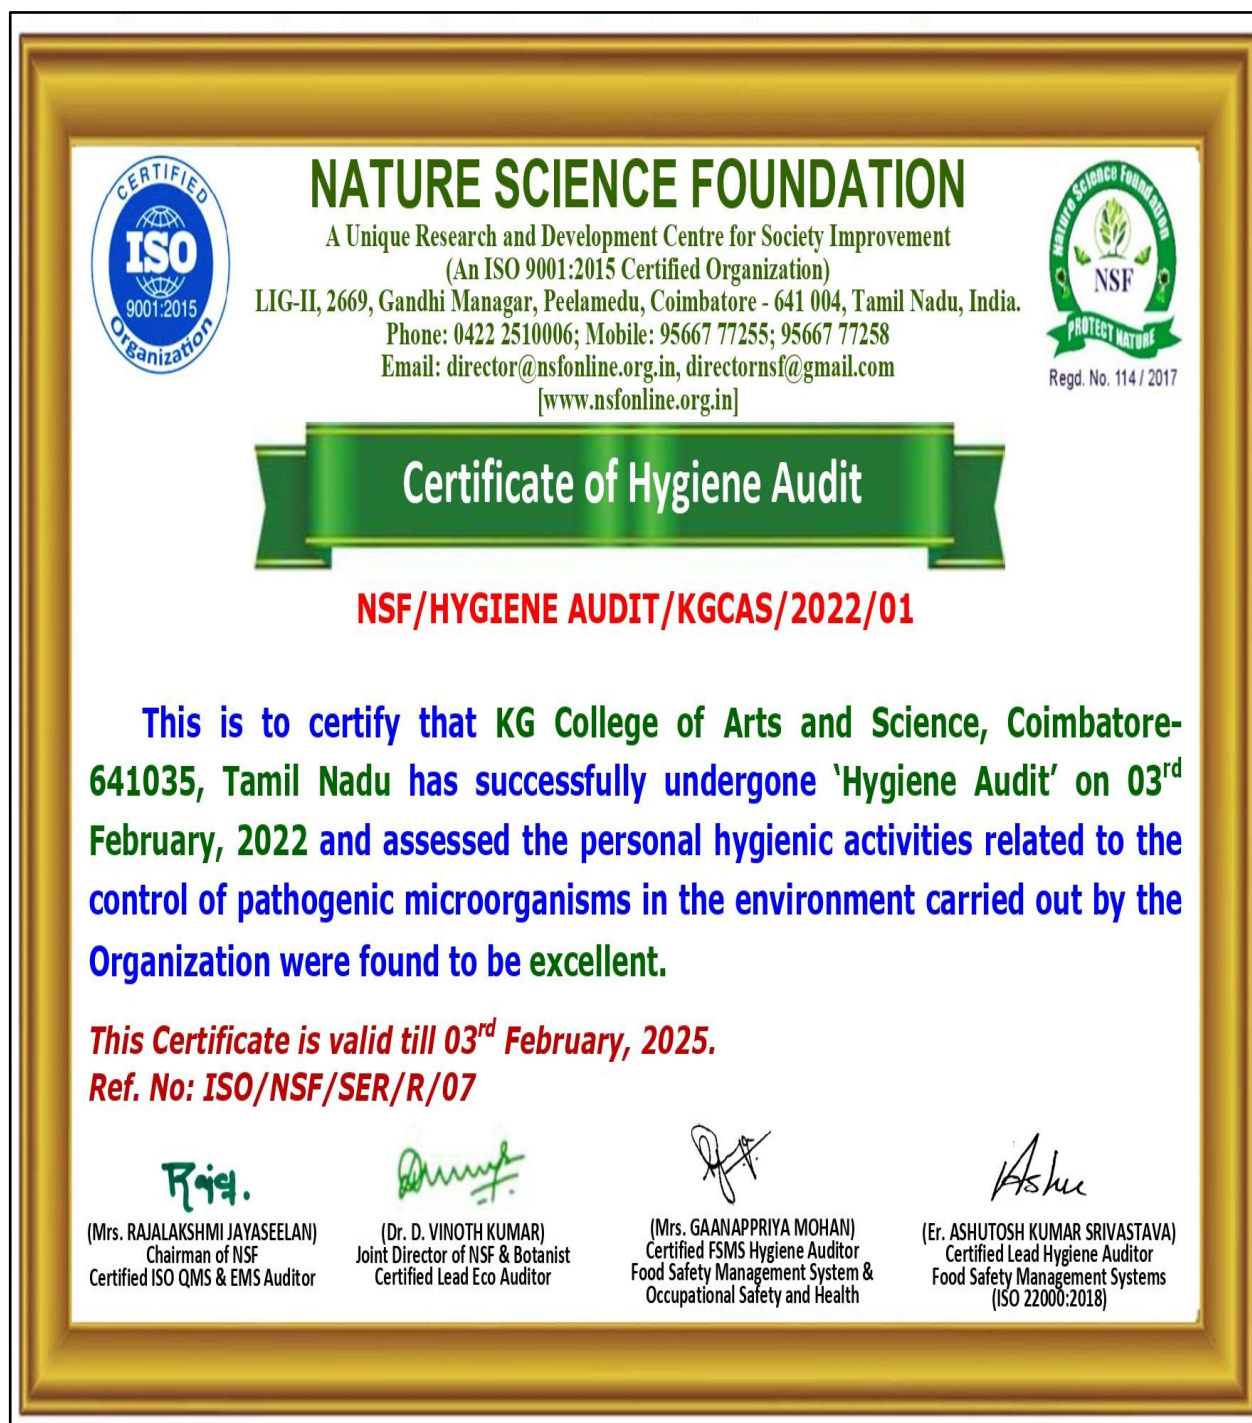 CERTIFIED
ISO
9001:2015
Organization
NATURE SCIENCE FOUNDATION
A Unique Research and Development Centre for Society Improvement
(An ISO 9001:2015 Certified Organization)
LIG-II, 2669, Gandhi Managar, Peelamedu, Coimbatore - 641 004, Tamil Nadu, India.
Phone: 0422 2510006; Mobile: 95667 77255; 95667 77258
Email: director@nsfonline.org.in, directornsf@gmail.com
[www.nsfonline.org.in]
Nature Science Foundation
NSF
PROTECT NATURE
Regd. No. 114 / 2017
Certificate of Hygiene Audit
NSF/HYGIENE AUDIT/KGCAS/2022/01
This is to certify that KG College of Arts and Science, Coimbatore-
641035, Tamil Nadu has successfully undergone ‘Hygiene Audit’ on 03rd
February, 2022 and assessed the personal hygienic activities related to the
control of pathogenic microorganisms in the environment carried out by the
Organization were found to be excellent.
This Certificate is valid till 03rd February, 2025.
Ref. No: ISO/NSF/SER/R/07
(Mrs. RAJALAKSHMI JAYASEELAN)
Chairman of NSF
Certified ISO QMS & EMS Auditor
(Dr. D. VINOTH KUMAR)
Joint Director of NSF & Botanist
Certified Lead Eco Auditor
(Mrs. GAANAPPRIYA MOHAN)
Certified FSMS Hygiene Auditor
Food Safety Management System &
Occupational Safety and Health
Ashu
(Er. ASHUTOSH KUMAR SRIVASTAVA)
Certified Lead Hygiene Auditor
Food Safety Management Systems
(ISO 22000:2018)